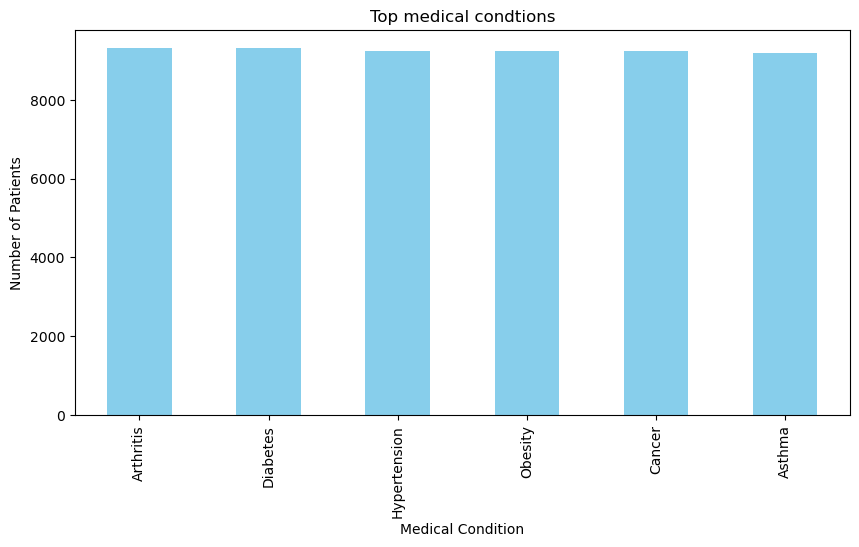 Top medical condtions
Number of Patients
8000
6000
4000
2000
0
Arthritis
Diabetes
Hypertension
Obesity
Cancer
Asthma
Medical Condition